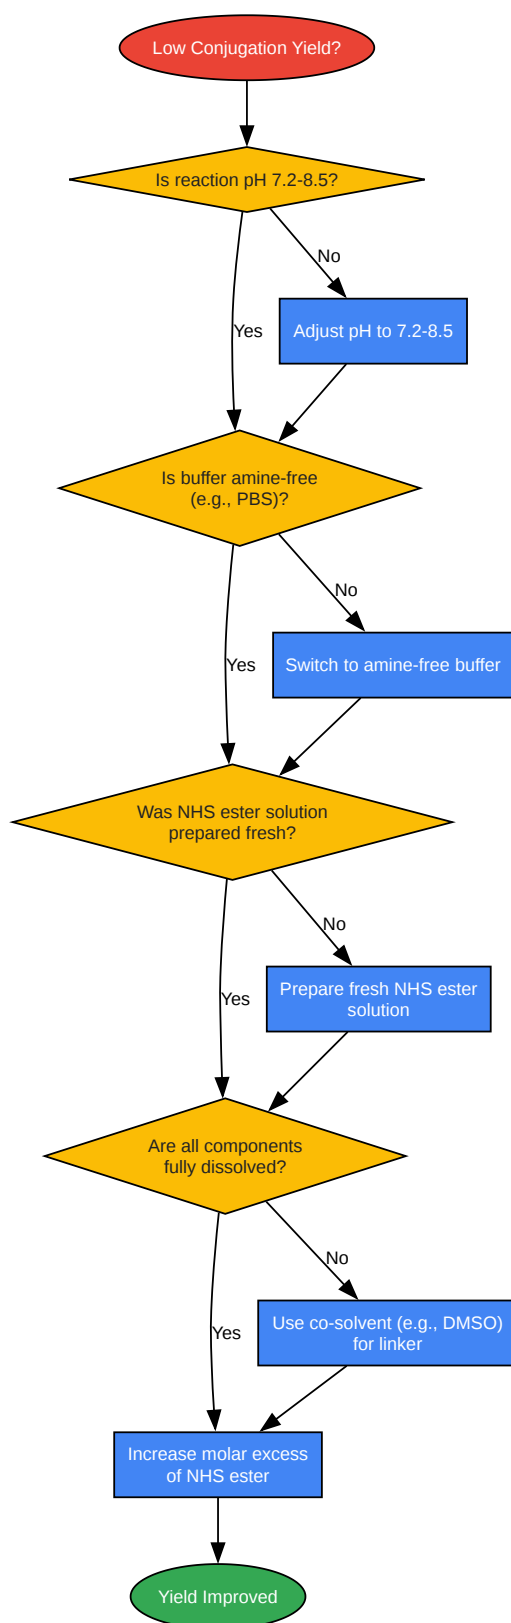 Low Conjugation Yield?
Is reaction pH 7.2-8.5?
No
Yes
Adjust pH to 7.2-8.5
Is buffer amine-free
(e.g., PBS)?
No
Yes
Switch to amine-free buffer
Was NHS ester solution
prepared fresh?
No
Yes
Prepare fresh NHS ester
solution
Are all components
fully dissolved?
No
Yes
Use co-solvent (e.g., DMSO)
for linker
Increase molar excess
of NHS ester
Yield Improved